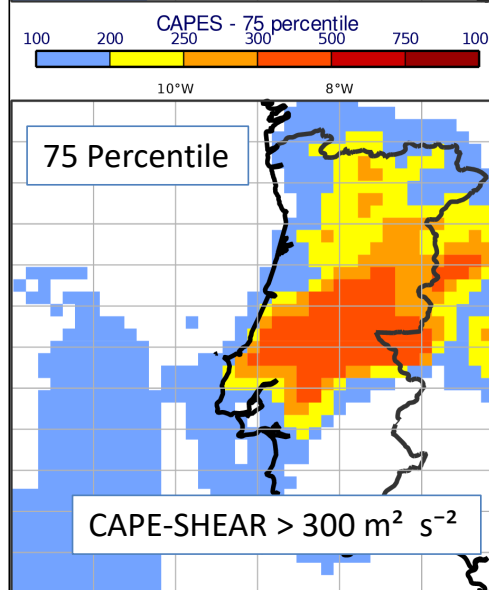 CAPES - 75 percentile
100 200 250 300 500 750 100
10°W 8°W
75 Percentile
CAPE-SHEAR > 300 m² s⁻²